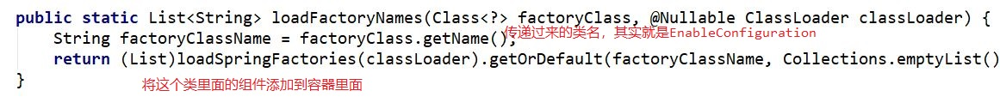 public static List<String> loadFactoryNames(Class<?> factoryClass, @Nullable ClassLoader classLoader) {
String factoryClassName = factoryClass.getName();
传递过来的类名，其实就是EnableConfiguration
return (List)loadSpringFactories(classLoader).getOrDefault(factoryClassName, Collections.emptyList()
}
将这个类里面的组件添加到容器里面